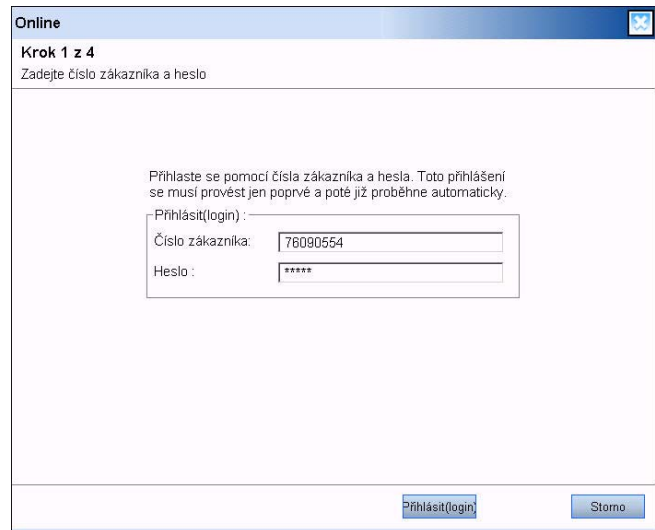 Online
Krok 1 z 4
Zadejte číslo zákazníka a heslo
Přihlaste se pomocí čísla zákazníka a hesla. Toto přihlášení
se musí provést jen poprvé a poté již proběhne automaticky.
Přihlásit(login) :
Číslo zákazníka: 76090554
Heslo : *****
Přihlásit(login) Storno